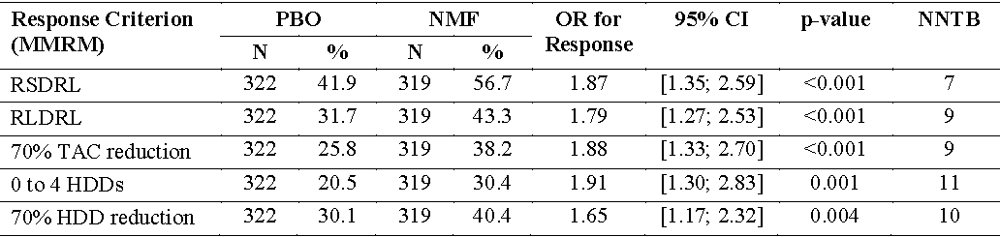 Response Criterion (MMRM) PBO NMF OR for Response 95% CI p-value NNTB
N % N %
RSDRL 322 41.9 319 56.7 1.87 [1.35; 2.59] <0.001 7
RLDRL 322 31.7 319 43.3 1.79 [1.27; 2.53] <0.001 9
70% TAC reduction 322 25.8 319 38.2 1.88 [1.33; 2.70] <0.001 9
0 to 4 HDDs 322 20.5 319 30.4 1.91 [1.30; 2.83] 0.001 11
70% HDD reduction 322 30.1 319 40.4 1.65 [1.17; 2.32] 0.004 10